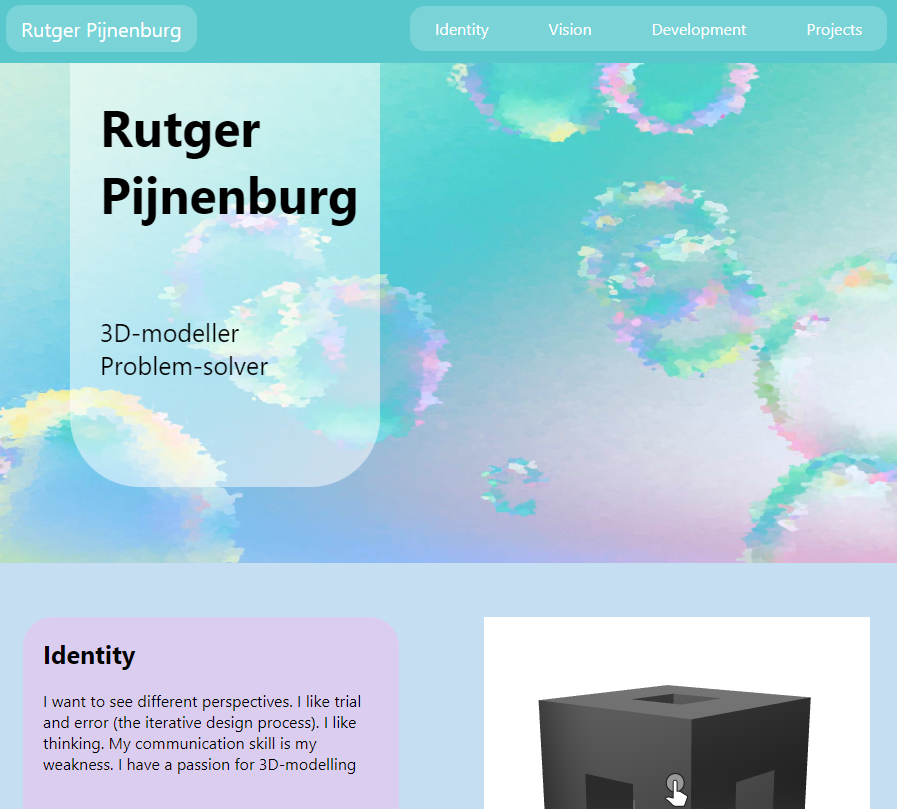 Rutger Pijnenburg
Identity Vision Development Projects
Rutger
Pijnenburg
3D-modeller
Problem-solver
Identity
I want to see different perspectives. I like trial
and error (the iterative design process). I like
thinking. My communication skill is my
weakness. I have a passion for 3D-modelling